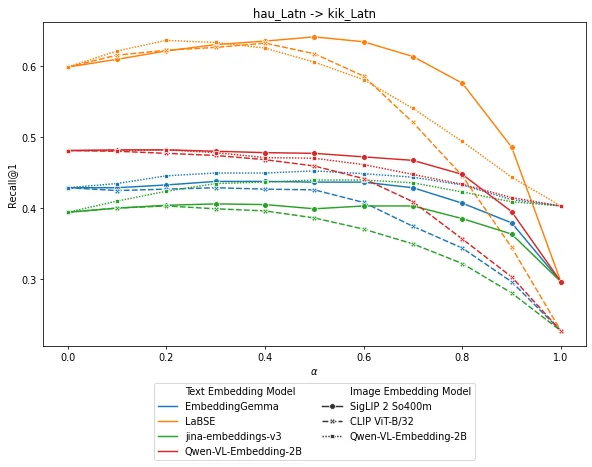 hau_Latn -> kik_Latn
Recall@1
0.6
0.5
0.4
0.3
0.0 0.2 0.4 0.6 0.8 1.0
α
Text Embedding Model Image Embedding Model
EmbeddingGemma SigLIP 2 So400m
LaBSE CLIP ViT-B/32
jina-embeddings-v3 Qwen-VL-Embedding-2B
Qwen-VL-Embedding-2B